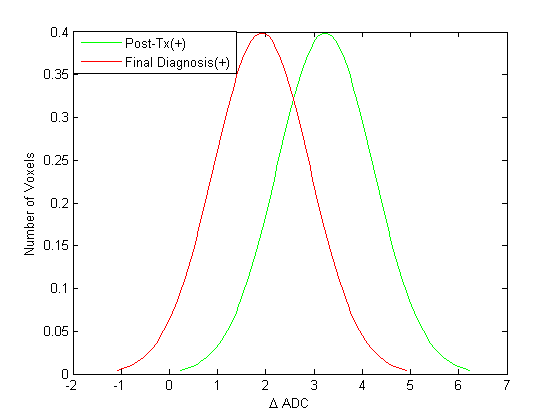 Post-Tx(+)
Final Diagnosis(+)
Number of Voxels
0.4
0.35
0.3
0.25
0.2
0.15
0.1
0.05
0
-2 -1 0 1 2 3 4 5 6 7
Δ ADC